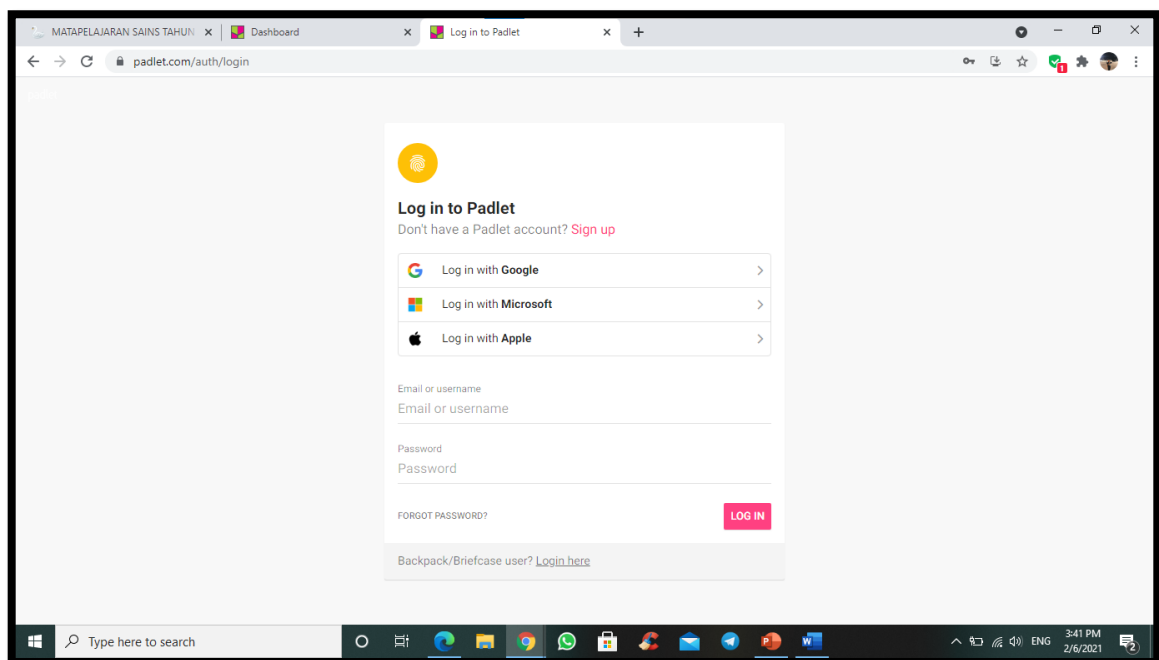 MATAPELAJARAN SAINS TAHUN
Dashboard
Log in to Padlet
padlet.com/auth/login
1
Log in to Padlet
Don't have a Padlet account? Sign up
Log in with Google
Log in with Microsoft
Log in with Apple
Email or username
Email or username
Password
Password
FORGOT PASSWORD?
LOG IN
Backpack/Briefcase user? Login here
Type here to search
ENG
3:41 PM
2/6/2021
2